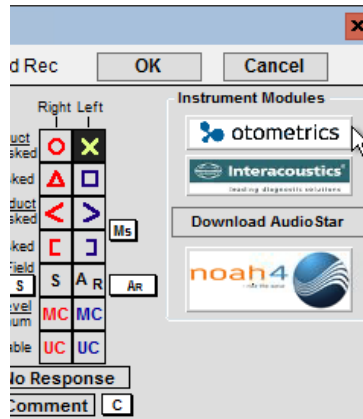 d Rec OK Cancel
Right Left
Instrument Modules
uct
sked
otometrics
ked
Interacoustics
leading diagnostic solutions
duct
sked
Ms
Download AudioStar
ked
Field
S S A R AR
noah4
evel
um MC MC
able UC UC
No Response
Comment C